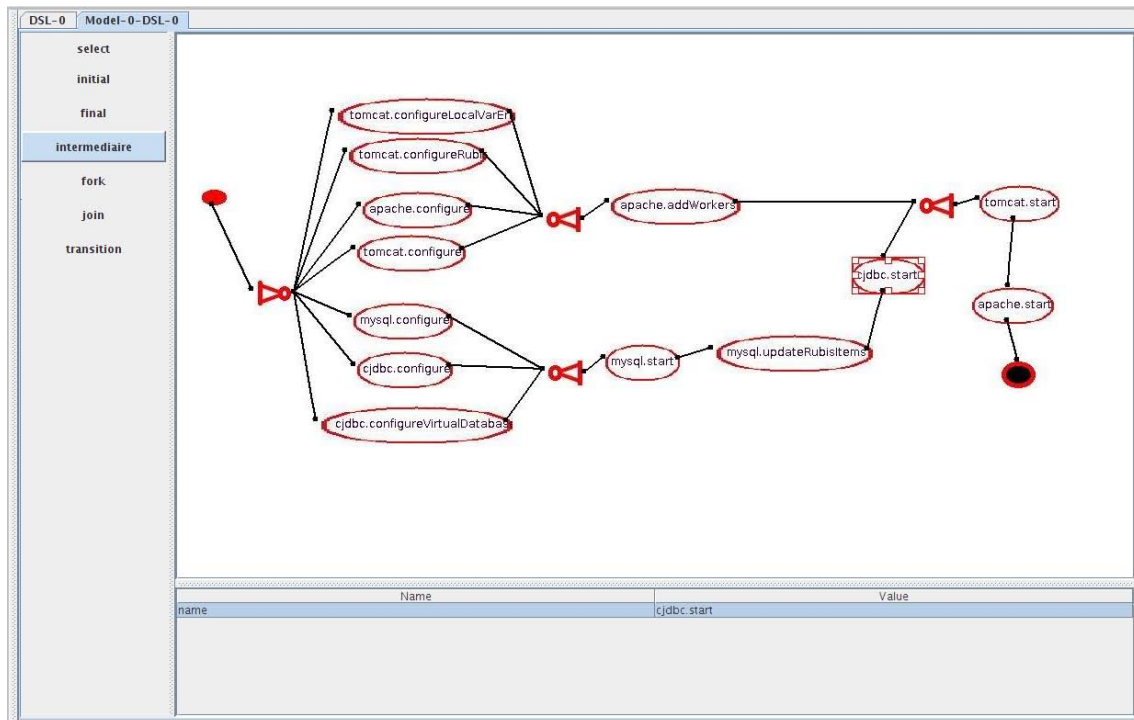 DSL-0 Model-0-DSL-0
select
initial
final
intermediaire
fork
join
transition
tomcat.configureLocalVarEn
tomcat.configureRubis
apache.configure
tomcat.configure
mysql.configure
cjdbc.configure
cjdbc.configureVirtualDatabas
apache.addWorkers
mysql.start
mysql.updateRubisItems
cjdbc.start
tomcat.start
apache.start
Name Value
name cjdbc.start